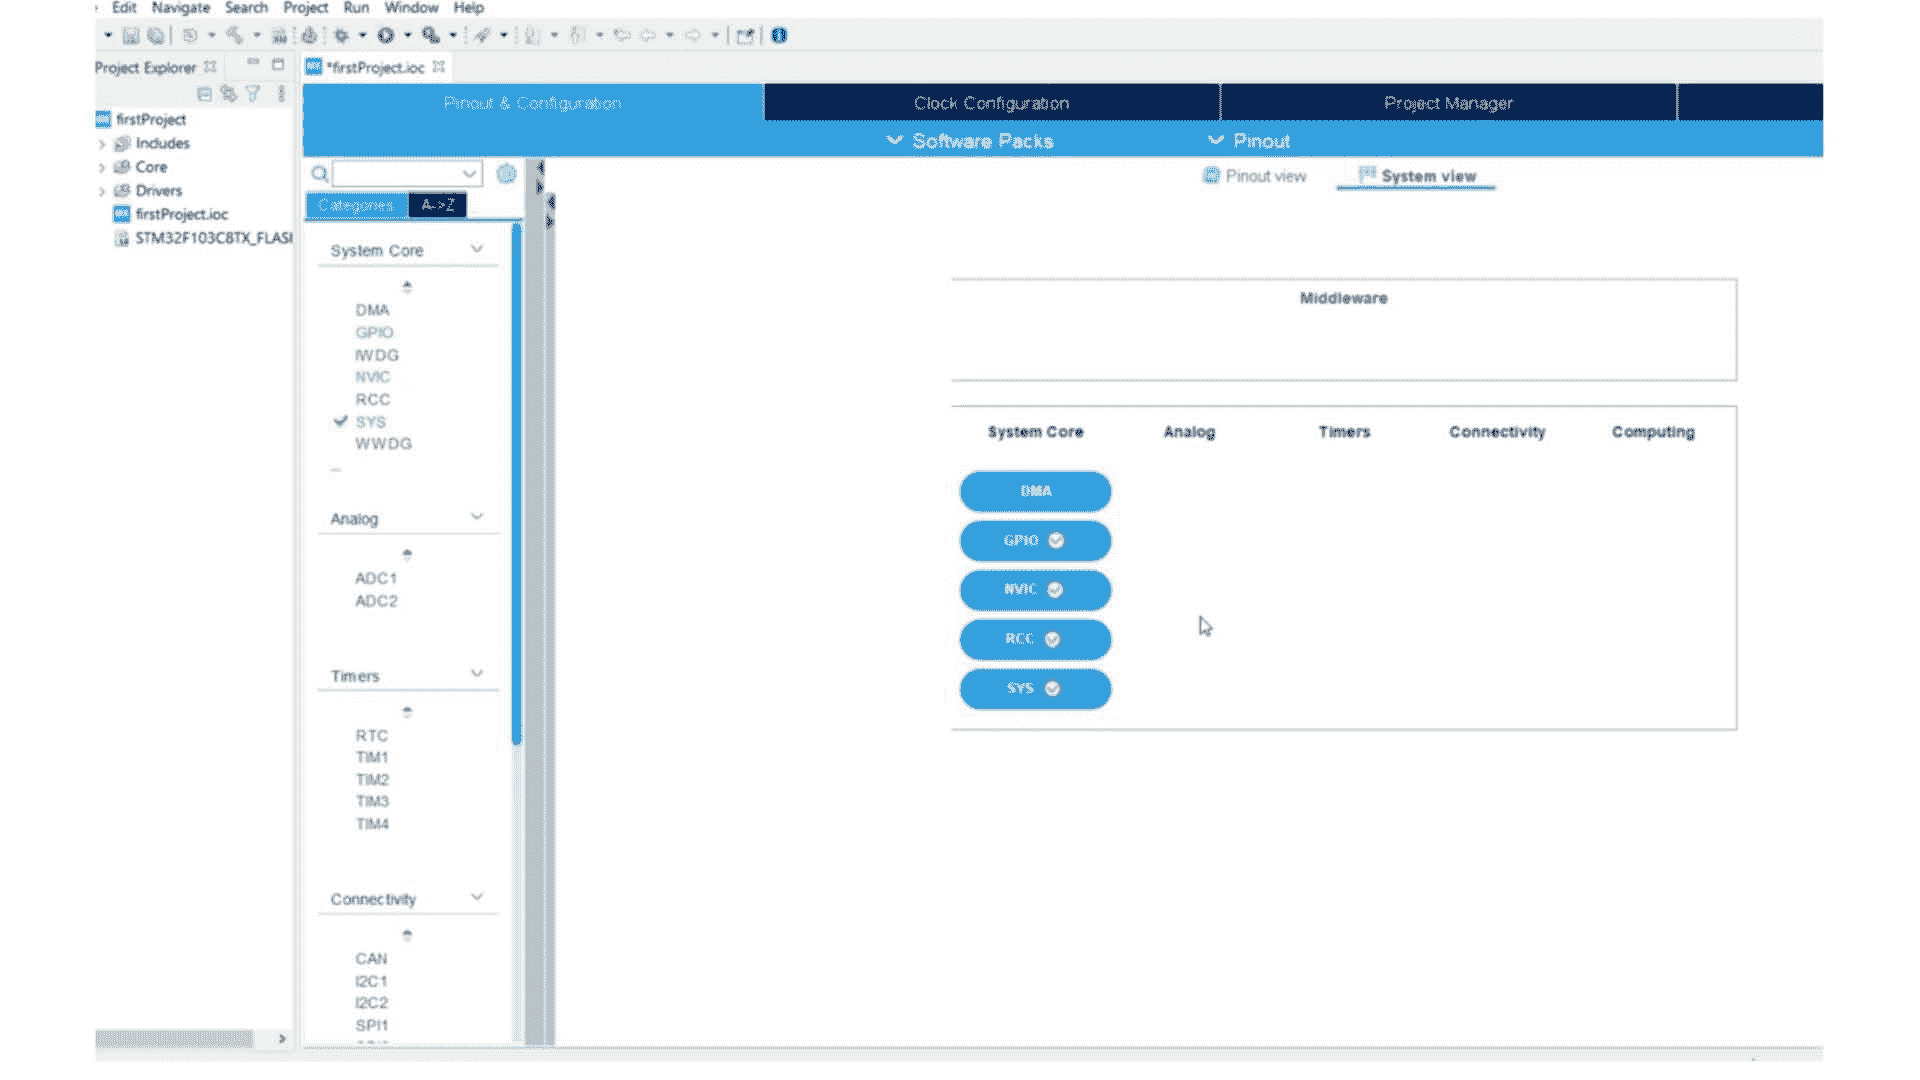 Edit Navigate Search Project Run Window Help
Project Explorer
*firstProject.ioc
firstProject
Includes
Core
Drivers
firstProject.ioc
STM32F103C8TX_FLASH
Pinout & Configuration
Clock Configuration
Project Manager
Software Packs
Pinout
Pinout view
System view
Categories
A->Z
System Core
DMA
GPIO
IWDG
NVIC
RCC
SYS
WWDG
Analog
ADC1
ADC2
Timers
RTC
TIM1
TIM2
TIM3
TIM4
Connectivity
CAN
I2C1
I2C2
SPI1
Middleware
System Core Analog Timers Connectivity Computing
DMA
GPIO
NVIC
RCC
SYS